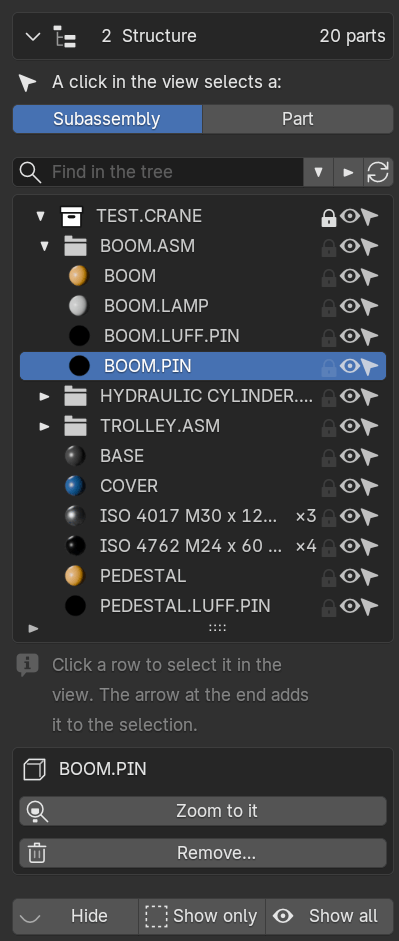 2 Structure 20 parts
A click in the view selects a:
Subassembly Part
Find in the tree
TEST.CRANE
BOOM.ASM
BOOM
BOOM.LAMP
BOOM.LUFF.PIN
BOOM.PIN
HYDRAULIC CYLINDER....
TROLLEY.ASM
BASE
COVER
ISO 4017 M30 x 12... ×3
ISO 4762 M24 x 60 ... ×4
PEDESTAL
PEDESTAL.LUFF.PIN
Click a row to select it in the
view. The arrow at the end adds
it to the selection.
BOOM.PIN
Zoom to it
Remove...
Hide Show only Show all